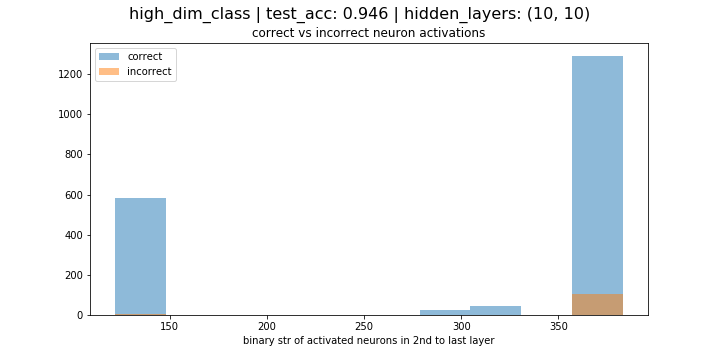 high_dim_class | test_acc: 0.946 | hidden_layers: (10, 10)
correct vs incorrect neuron activations
correct
incorrect
1200
1000
800
600
400
200
0
150 200 250 300 350
binary str of activated neurons in 2nd to last layer